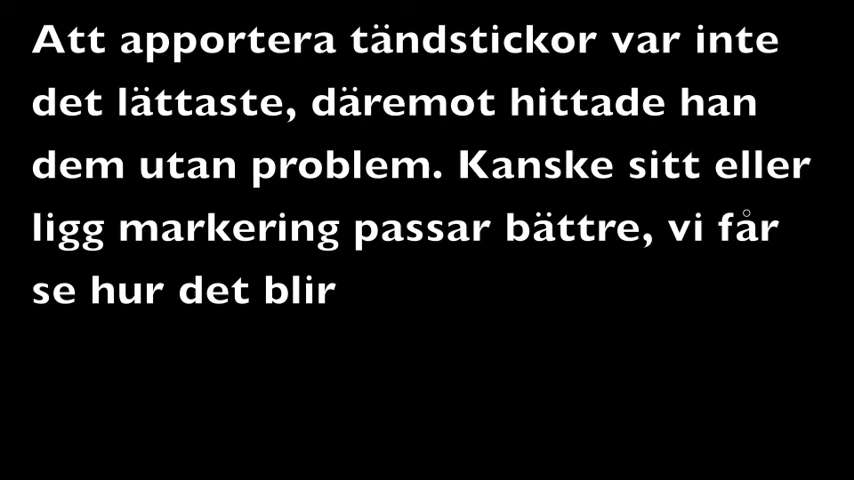 Att apportera tändstickor var inte
det lättaste, däremot hittade han
dem utan problem. Kanske sitt eller
ligg markering passar bättre, vi får
se hur det blir